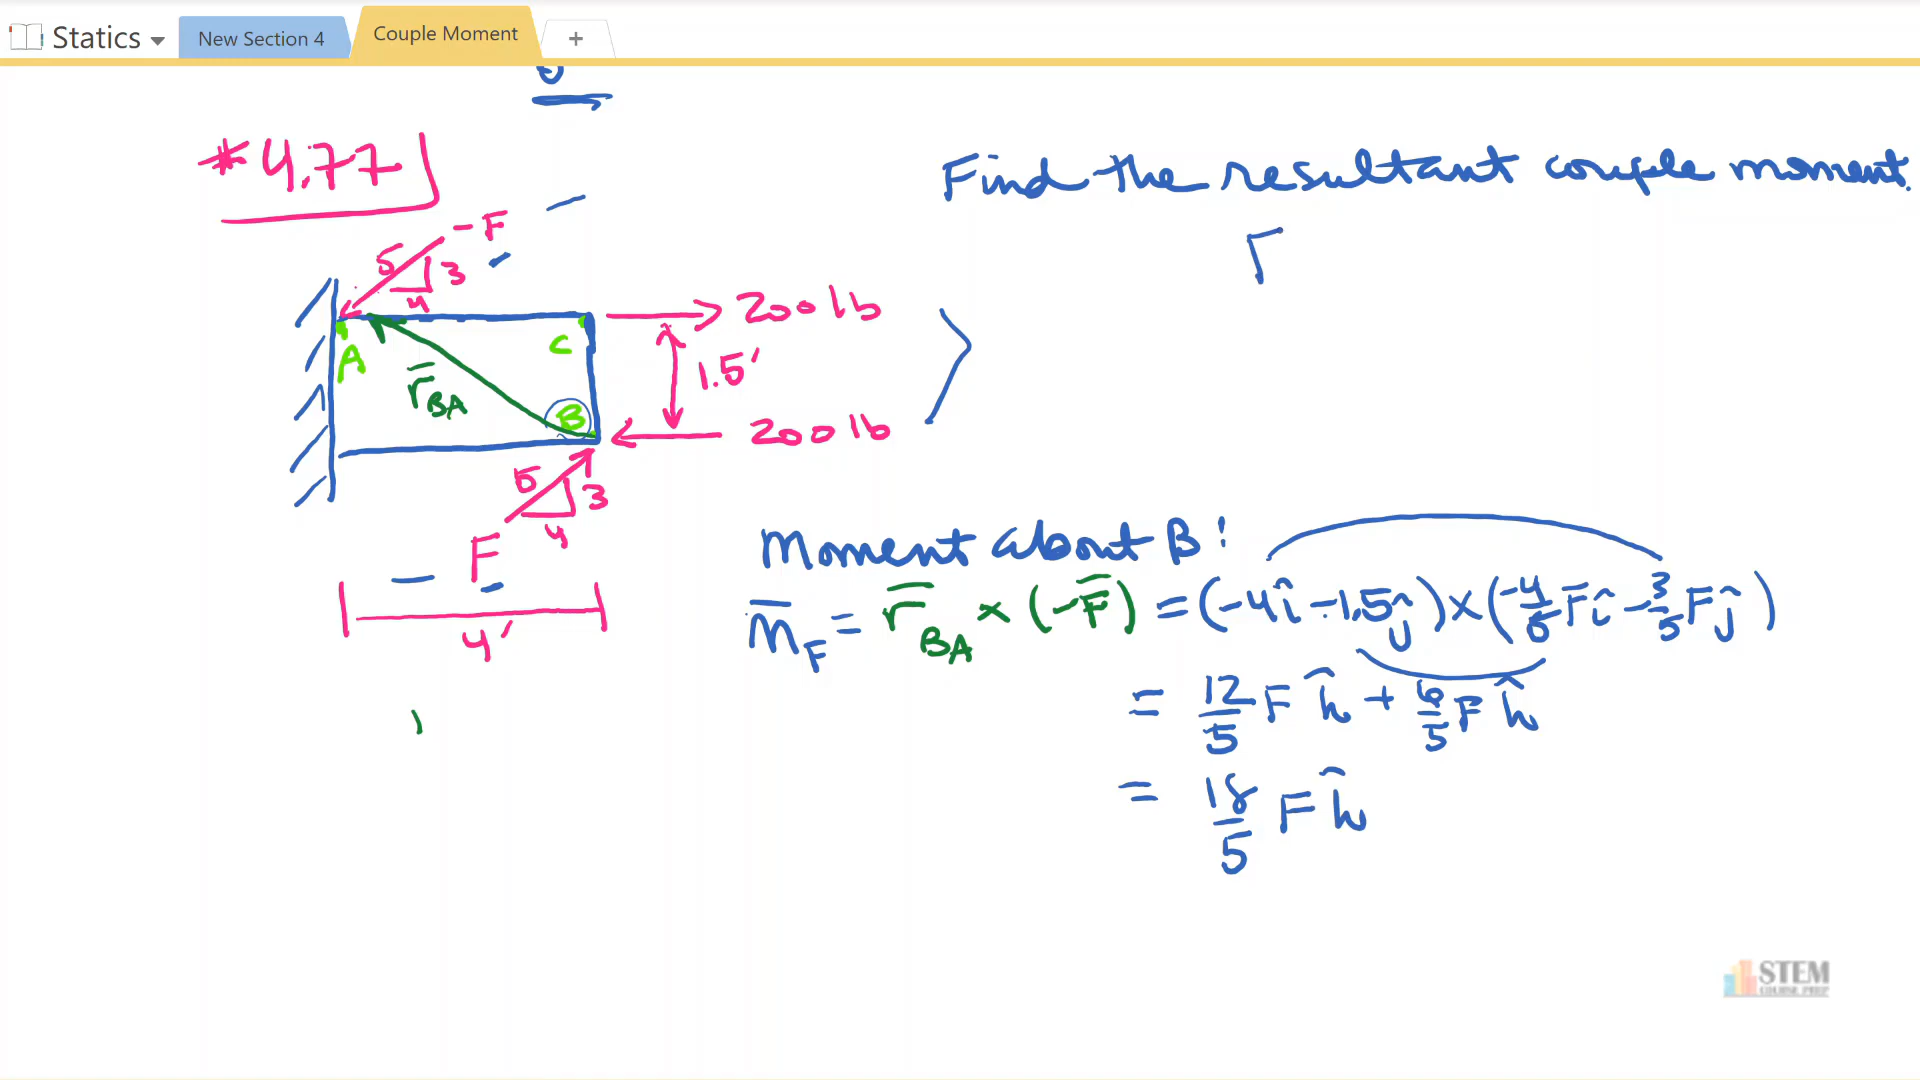 Statics
New Section 4
Couple Moment
+
*4.77
Find the resultant couple moment.
-F
5
3
4
200 lb
A
C
1.5'
r̅BA
B
200 lb
5
3
4
F
4'
Moment about B:
M̅F = r̅BA × (-F̅) = (-4î -1.5ĵ) × (-4/5 Fî - 3/5 Fĵ)
= 12/5 F k̂ + 6/5 F k̂
= 18/5 F k̂
STEM
COURSE PREP